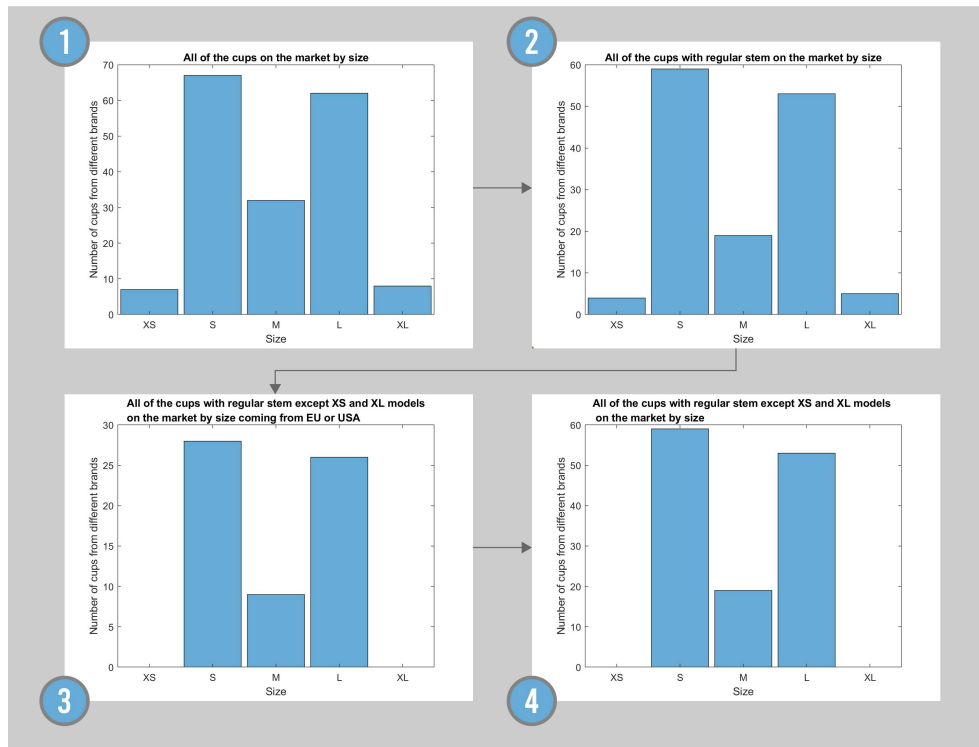 1
All of the cups on the market by size
70
60
50
40
30
20
10
0
Number of cups from different brands
XS S M L XL
Size
2
All of the cups with regular stem on the market by size
60
50
40
30
20
10
0
Number of cups from different brands
XS S M L XL
Size
3
All of the cups with regular stem except XS and XL models
on the market by size coming from EU or USA
30
25
20
15
10
5
0
Number of cups from different brands
XS S M L XL
Size
4
All of the cups with regular stem except XS and XL models
on the market by size
60
50
40
30
20
10
0
Number of cups from different brands
XS S M L XL
Size